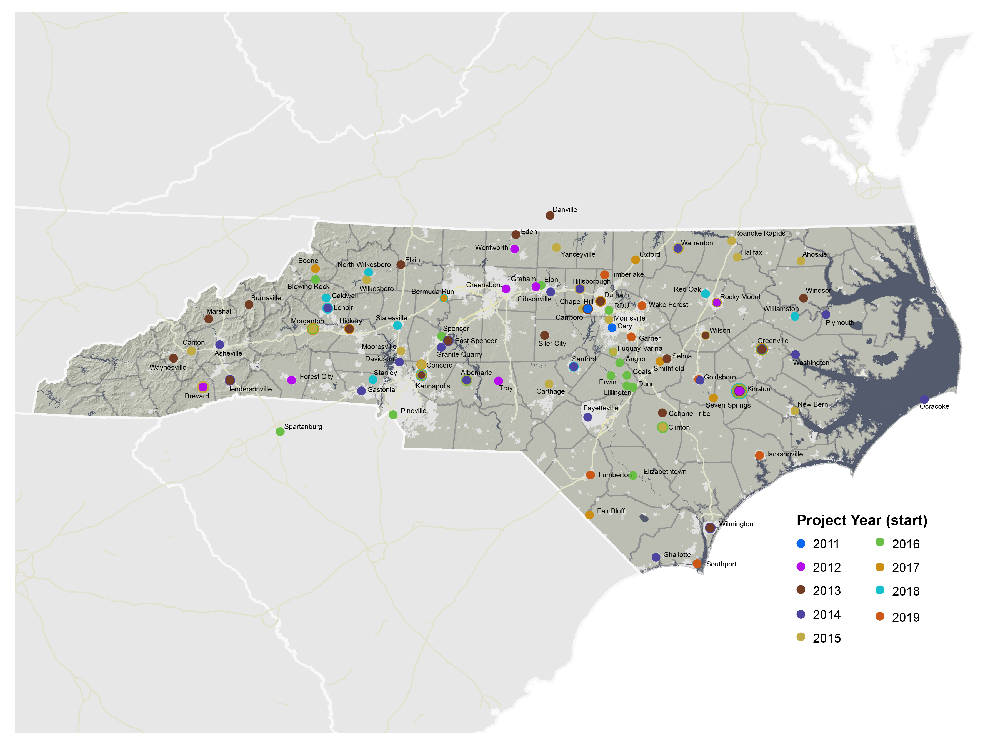 Danville
Eden
Roanoke Rapids
Wentworth
Warrenton
Yanceyville
Halifax
Oxford
Ahoskie
Boone
Elkin
North Wilkesboro
Timberlake
Graham
Elon
Hillsborough
Blowing Rock
Wilkesboro
Greensboro
Red Oak
Bermuda Run
Caldwell
Burnsville
Gibsonville
Durham
Rocky Mount
Windsor
Chapel Hill
RDU
Wake Forest
Lenoir
Marshall
Williamston
Statesville
Carrboro
Morrisville
Morganton
Hickory
Plymouth
Cary
Spencer
Wilson
East Spencer
Garner
Canton
Siler City
Greenville
Mooresville
Fuquay-Varina
Asheville
Granite Quarry
Davidson
Sanford
Angier
Selma
Washington
Waynesville
Concord
Smithfield
Stanley
Albemarle
Coats
Forest City
Goldsboro
Erwin
Dunn
Kannapolis
Troy
Hendersonville
Gastonia
Carthage
Kinston
Lillington
Brevard
Seven Springs
New Bern
Ocracoke
Fayetteville
Pineville
Coharie Tribe
Spartanburg
Clinton
Jacksonville
Elizabethtown
Lumberton
Fair Bluff
Wilmington
Shallotte
Southport
Project Year (start)
2011
2012
2013
2014
2015
2016
2017
2018
2019